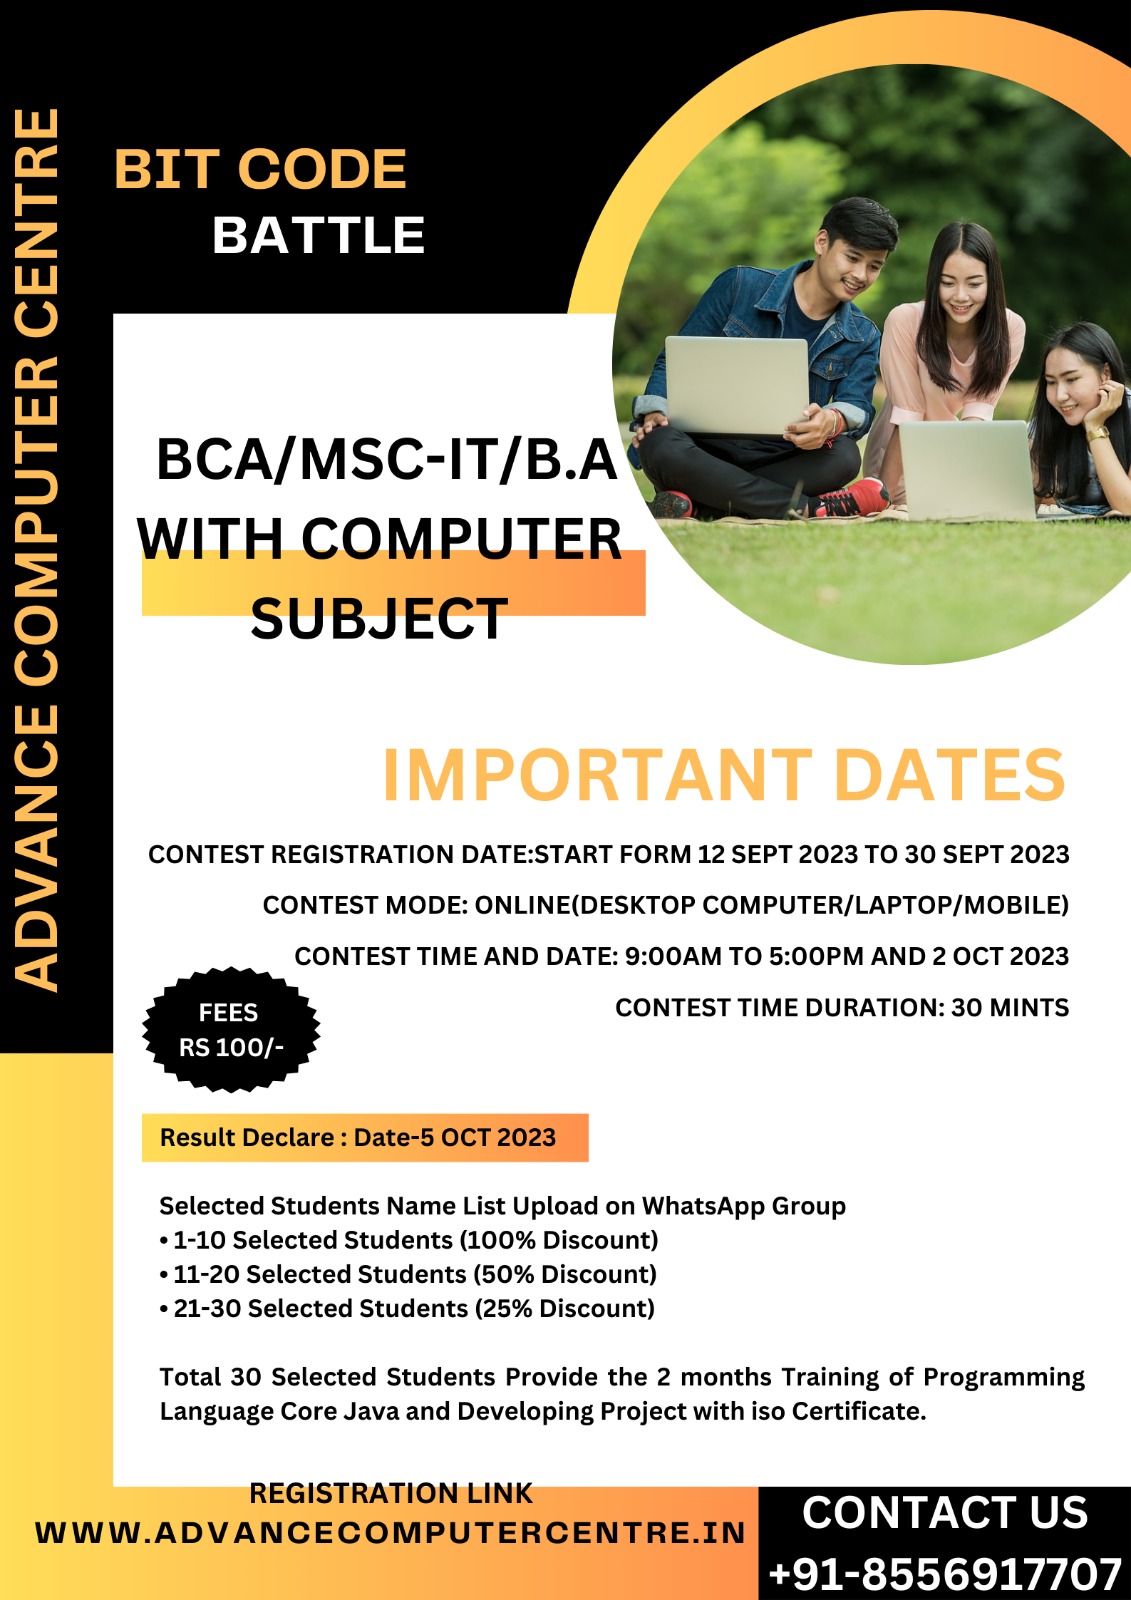 ADVANCE COMPUTER CENTRE
BIT CODE
BATTLE
BCA/MSC-IT/B.A
WITH COMPUTER
SUBJECT
IMPORTANT DATES
CONTEST REGISTRATION DATE:START FORM 12 SEPT 2023 TO 30 SEPT 2023
CONTEST MODE: ONLINE(DESKTOP COMPUTER/LAPTOP/MOBILE)
CONTEST TIME AND DATE: 9:00AM TO 5:00PM AND 2 OCT 2023
CONTEST TIME DURATION: 30 MINTS
FEES
RS 100/-
Result Declare : Date-5 OCT 2023
Selected Students Name List Upload on WhatsApp Group
• 1-10 Selected Students (100% Discount)
• 11-20 Selected Students (50% Discount)
• 21-30 Selected Students (25% Discount)
Total 30 Selected Students Provide the 2 months Training of Programming
Language Core Java and Developing Project with iso Certificate.
REGISTRATION LINK
WWW.ADVANCECOMPUTERCENTRE.IN
CONTACT US
+91-8556917707